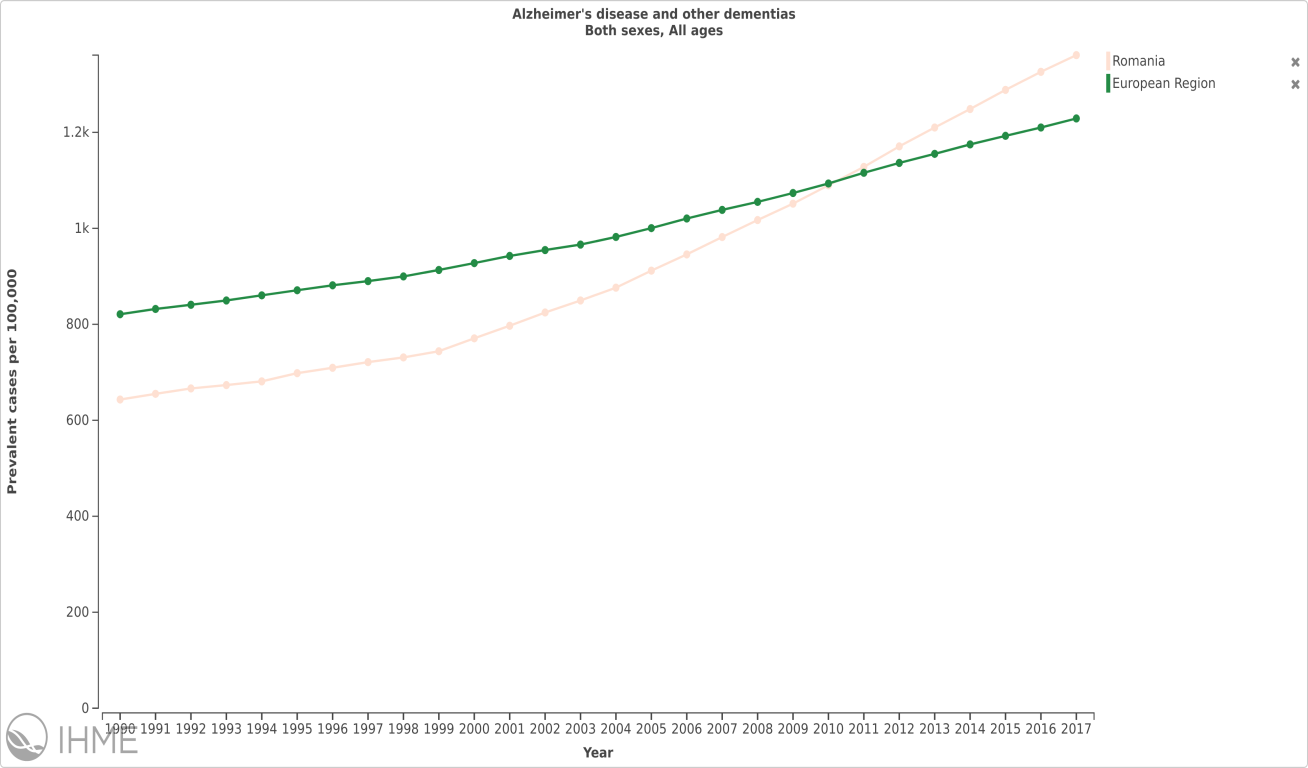 Alzheimer's disease and other dementias
Both sexes, All ages
Romania ✖
European Region ✖
Prevalent cases per 100,000
1.2k
1k
800
600
400
200
0
1990 1991 1992 1993 1994 1995 1996 1997 1998 1999 2000 2001 2002 2003 2004 2005 2006 2007 2008 2009 2010 2011 2012 2013 2014 2015 2016 2017
Year
IHME